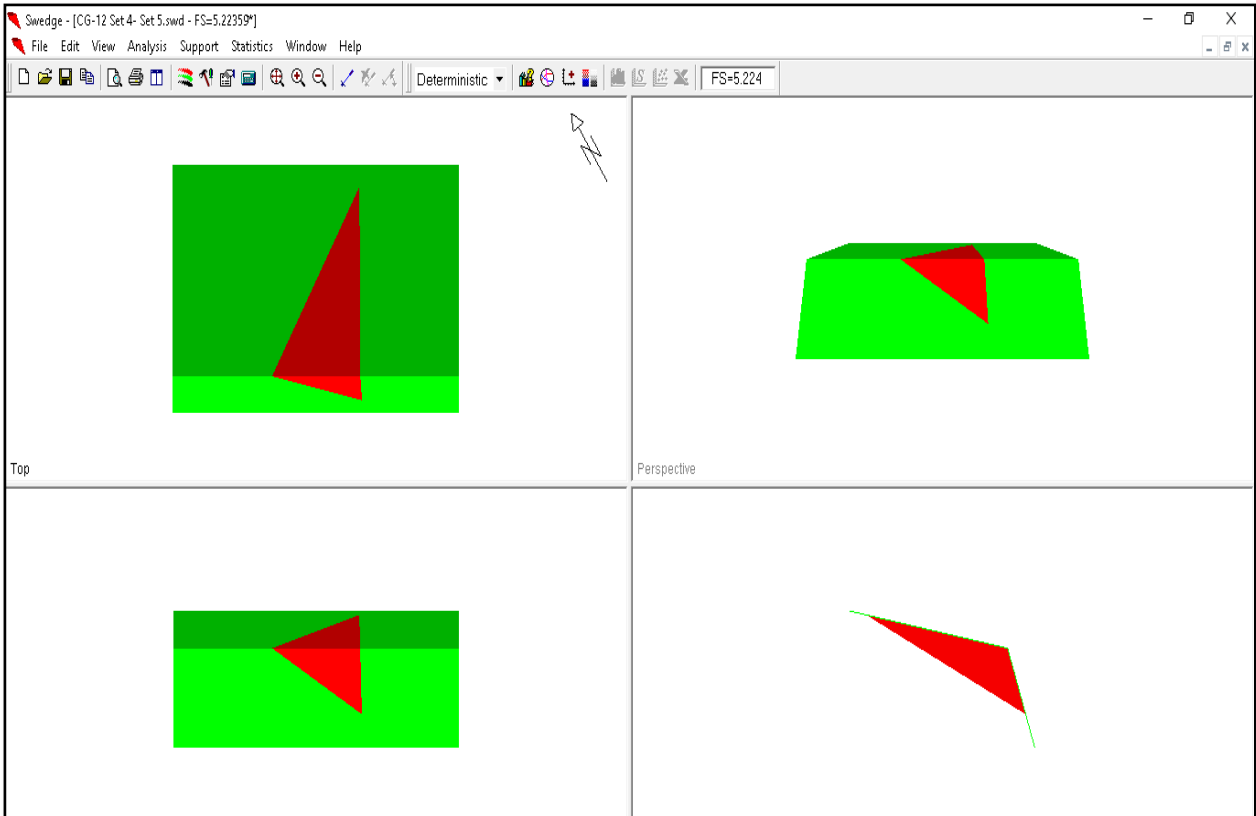 Swedge - [CG-12 Set 4- Set 5.swd - FS=5.22359*]
File Edit View Analysis Support Statistics Window Help
Deterministic FS=5.224
Top
Perspective